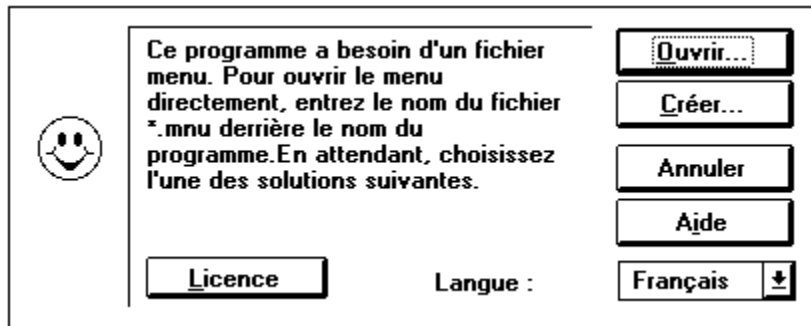 Ce programme a besoin d'un fichier
menu. Pour ouvrir le menu
directement, entrez le nom du fichier
*.mnu derrière le nom du
programme.En attendant, choisissez
l'une des solutions suivantes.
Ouvrir...
Créer...
Annuler
Aide
Licence
Langue :
Français